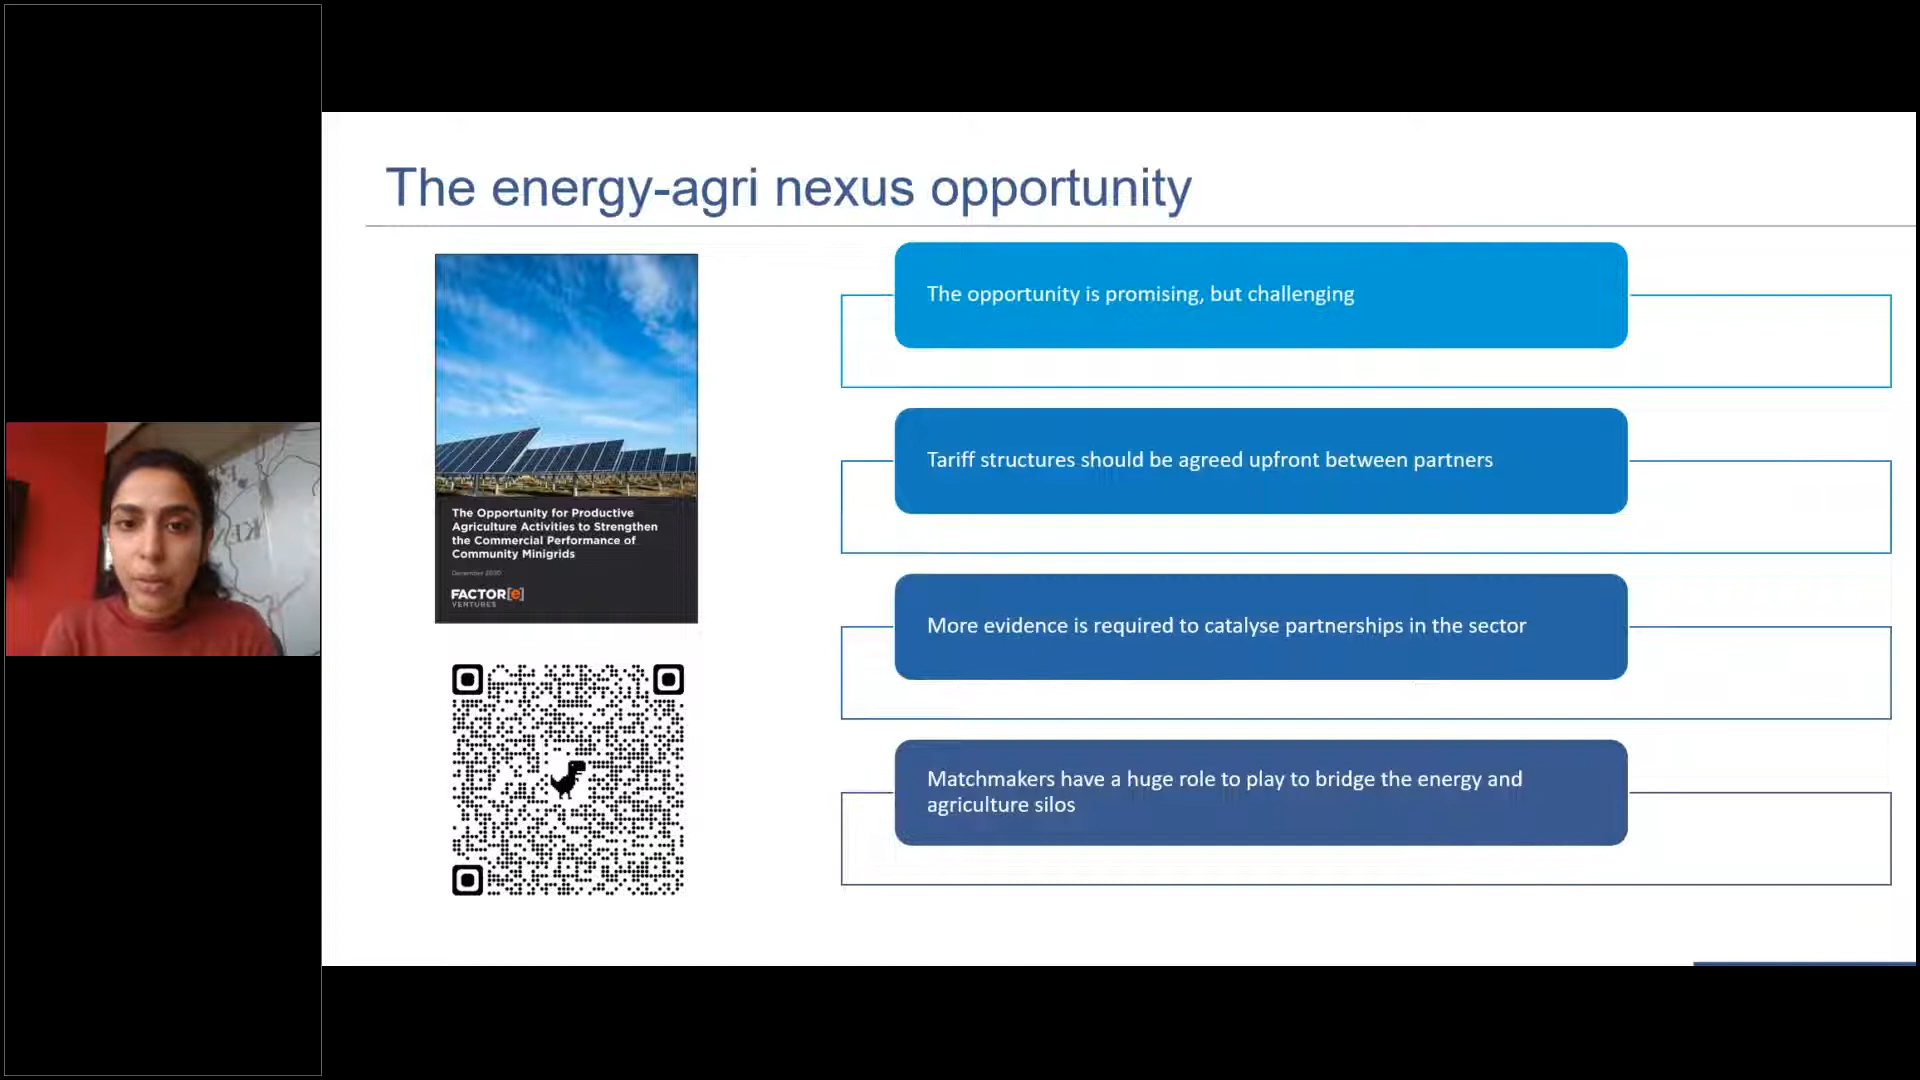 The energy-agri nexus opportunity
The Opportunity for Productive
Agriculture Activities to Strengthen
the Commercial Performance of
Community Minigrids
December 2020
FACTOR[e]
VENTURES
The opportunity is promising, but challenging
Tariff structures should be agreed upfront between partners
More evidence is required to catalyse partnerships in the sector
Matchmakers have a huge role to play to bridge the energy and
agriculture silos